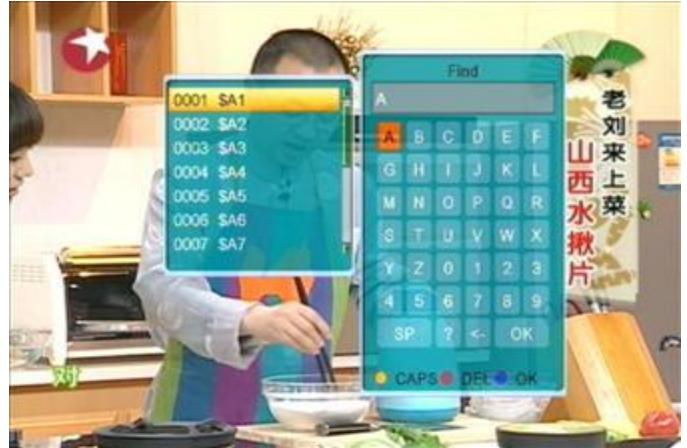 Find
A
0001 $A1
0002 $A2
0003 $A3
0004 $A4
0005 $A5
0006 $A6
0007 $A7
A B C D E F
G H I J K L
M N O P Q R
S T U V W X
Y Z 0 1 2 3
4 5 6 7 8 9
SP ? <- OK
CAPS DEL OK
老刘来上菜
山西水揪片
对